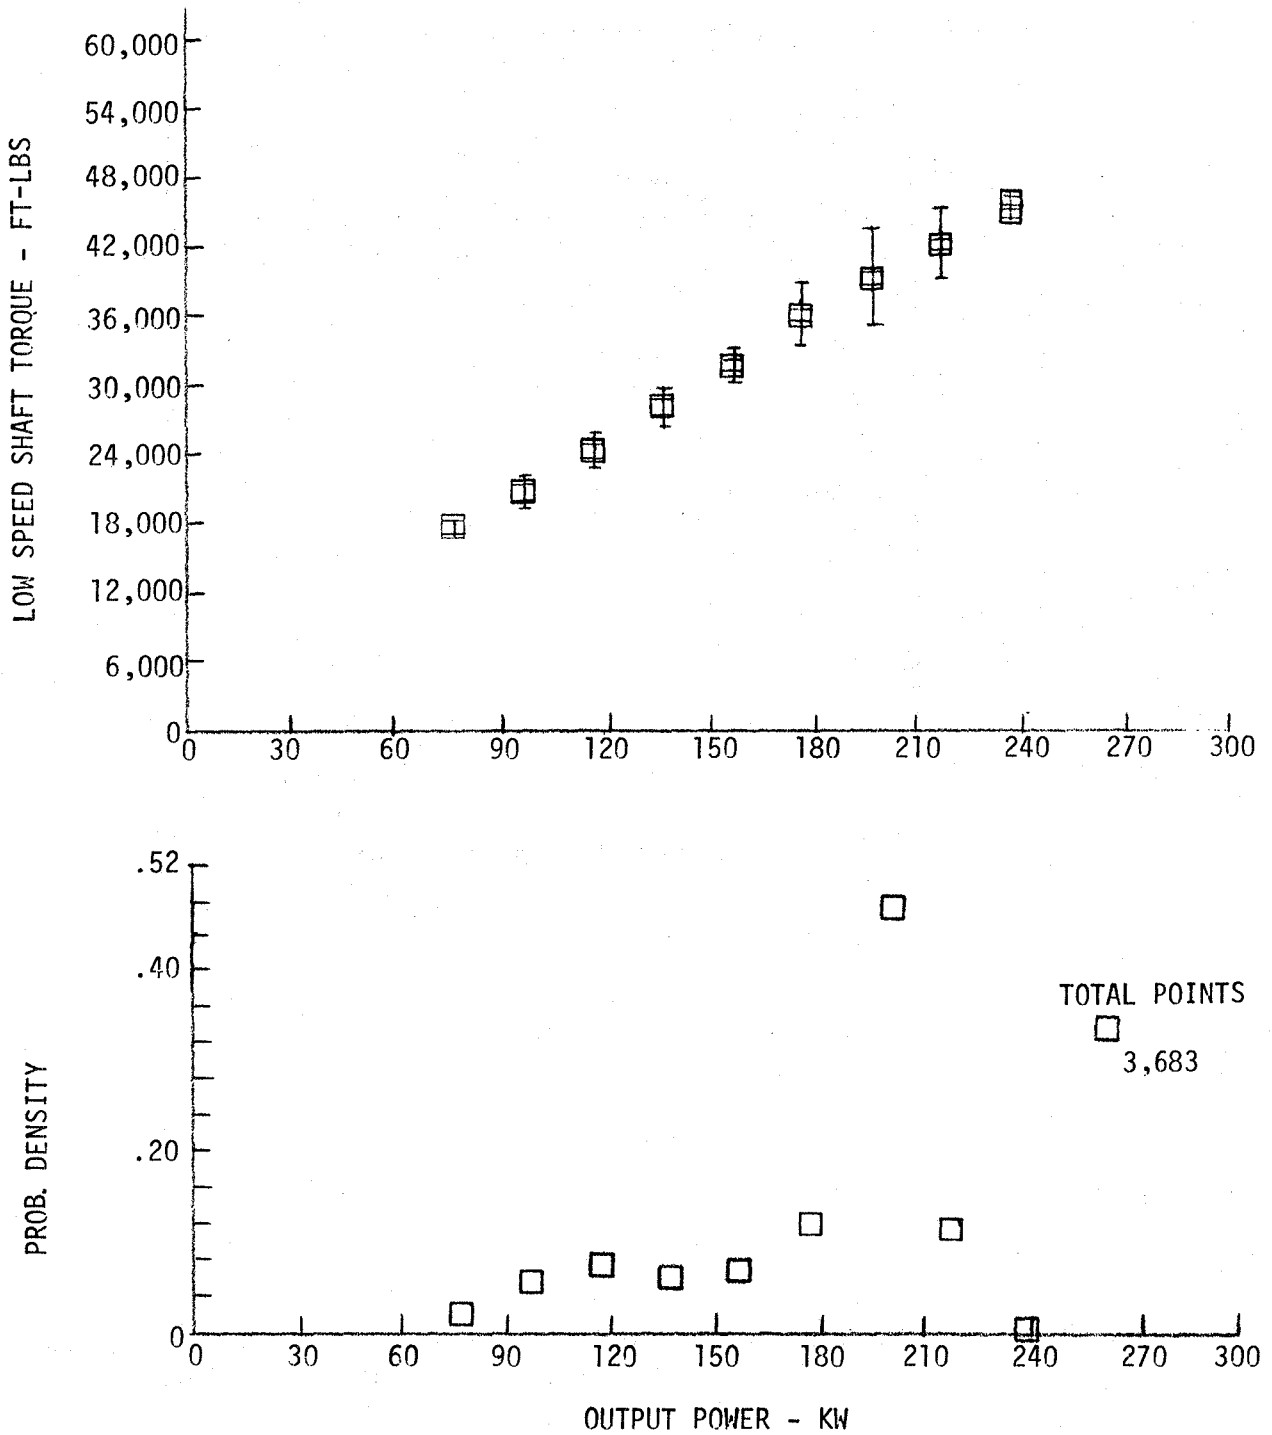 60,000
54,000
48,000
42,000
36,000
30,000
24,000
18,000
12,000
6,000
0
LOW SPEED SHAFT TORQUE - FT-LBS
0 30 60 90 120 150 180 210 240 270 300
.52
.40
.20
0
PROB. DENSITY
TOTAL POINTS
3,683
0 30 60 90 120 150 180 210 240 270 300
OUTPUT POWER - KW